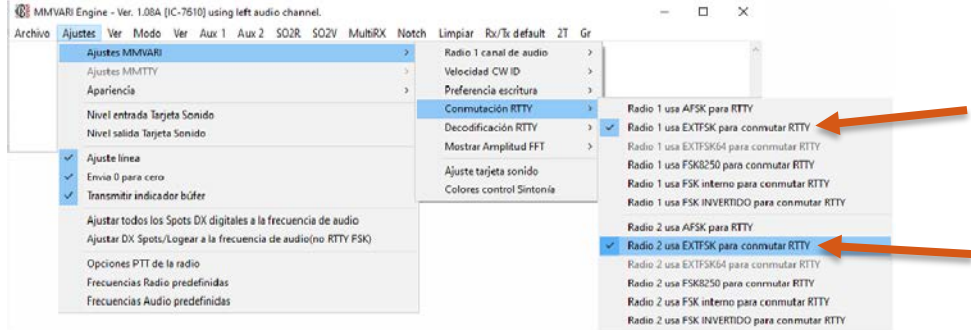 MMVARI Engine - Ver. 1.08A [IC-7610] using left audio channel.
Archivo Ajustes Ver Modo Ver Aux 1 Aux 2 SO2R SO2V MultiRX Notch Limpiar Rx/Tx default 2T Gr
Ajustes MMVARI
Ajustes MMTTY
Apariencia
Nivel entrada Tarjeta Sonido
Nivel salida Tarjeta Sonido
Ajuste línea
Envia 0 para cero
Transmitir indicador búfer
Ajustar todos los Spots DX digitales a la frecuencia de audio
Ajustar DX Spots/Logear a la frecuencia de audio(no RTTY FSK)
Opciones PTT de la radio
Frecuencias Radio predefinidas
Frecuencias Audio predefinidas
Radio 1 canal de audio
Velocidad CW ID
Preferencia escritura
Conmutación RTTY
Decodificación RTTY
Mostrar Amplitud FFT
Ajuste tarjeta sonido
Colores control Sintonía
Radio 1 usa AFSK para RTTY
Radio 1 usa EXTFSK para conmutar RTTY
Radio 1 usa EXTFSK64 para conmutar RTTY
Radio 1 usa FSK8250 para conmutar RTTY
Radio 1 usa FSK interno para conmutar RTTY
Radio 1 usa FSK INVERTIDO para conmutar RTTY
Radio 2 usa AFSK para RTTY
Radio 2 usa EXTFSK para conmutar RTTY
Radio 2 usa EXTFSK64 para conmutar RTTY
Radio 2 usa FSK8250 para conmutar RTTY
Radio 2 usa FSK interno para conmutar RTTY
Radio 2 usa FSK INVERTIDO para conmutar RTTY